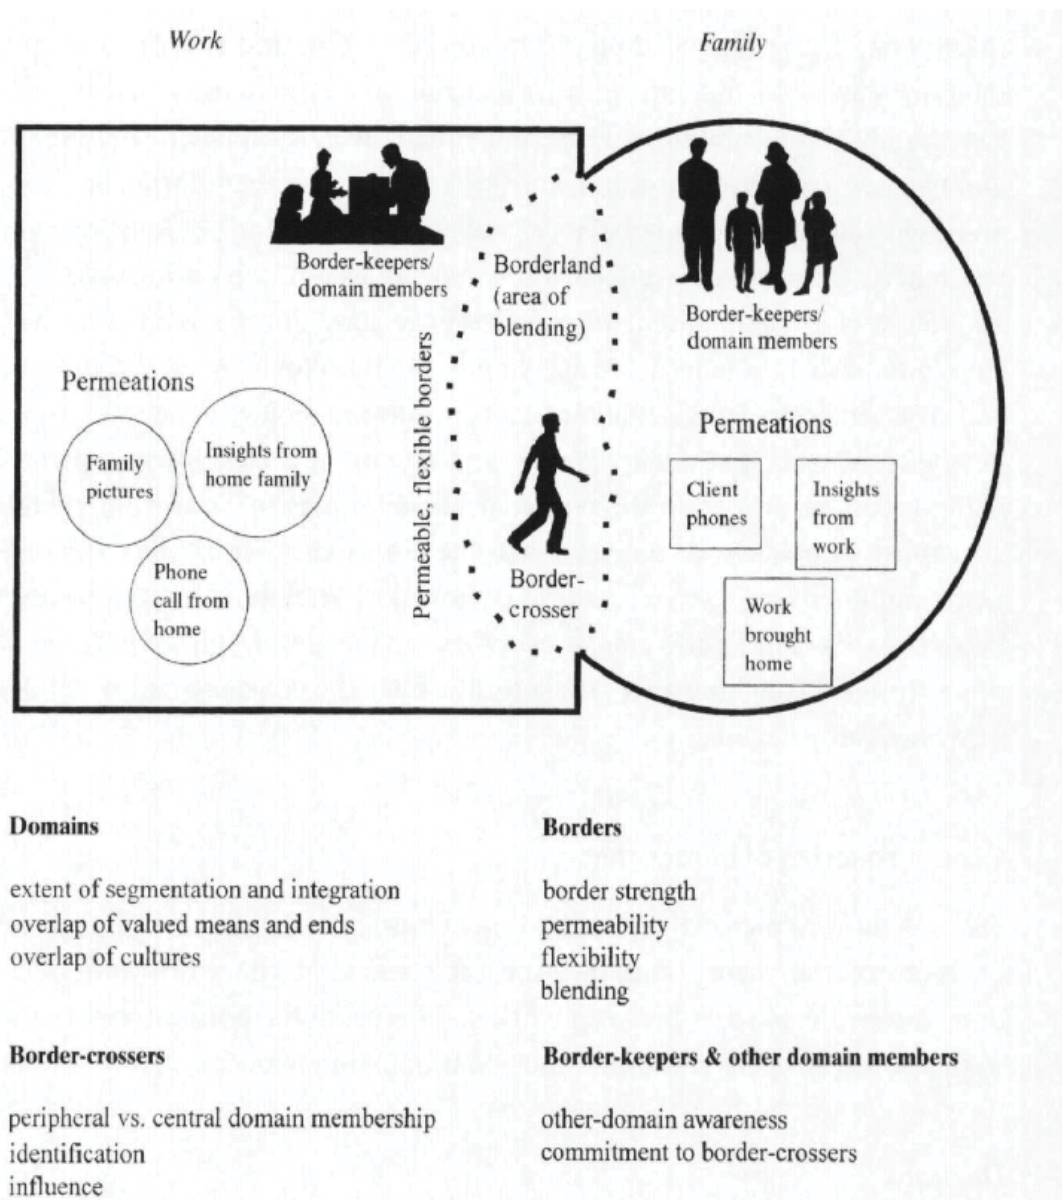 Work
Family
Border-keepers/
domain members
Borderland
(area of
blending)
Border-keepers/
domain members
Permeable, flexible borders
Permeations
Family
pictures
Insights from
home family
Phone
call from
home
Border-
crosser
Permeations
Client
phones
Insights
from
work
Work
brought
home
Domains
extent of segmentation and integration
overlap of valued means and ends
overlap of cultures
Borders
border strength
permeability
flexibility
blending
Border-crossers
peripheral vs. central domain membership
identification
influence
Border-keepers & other domain members
other-domain awareness
commitment to border-crossers